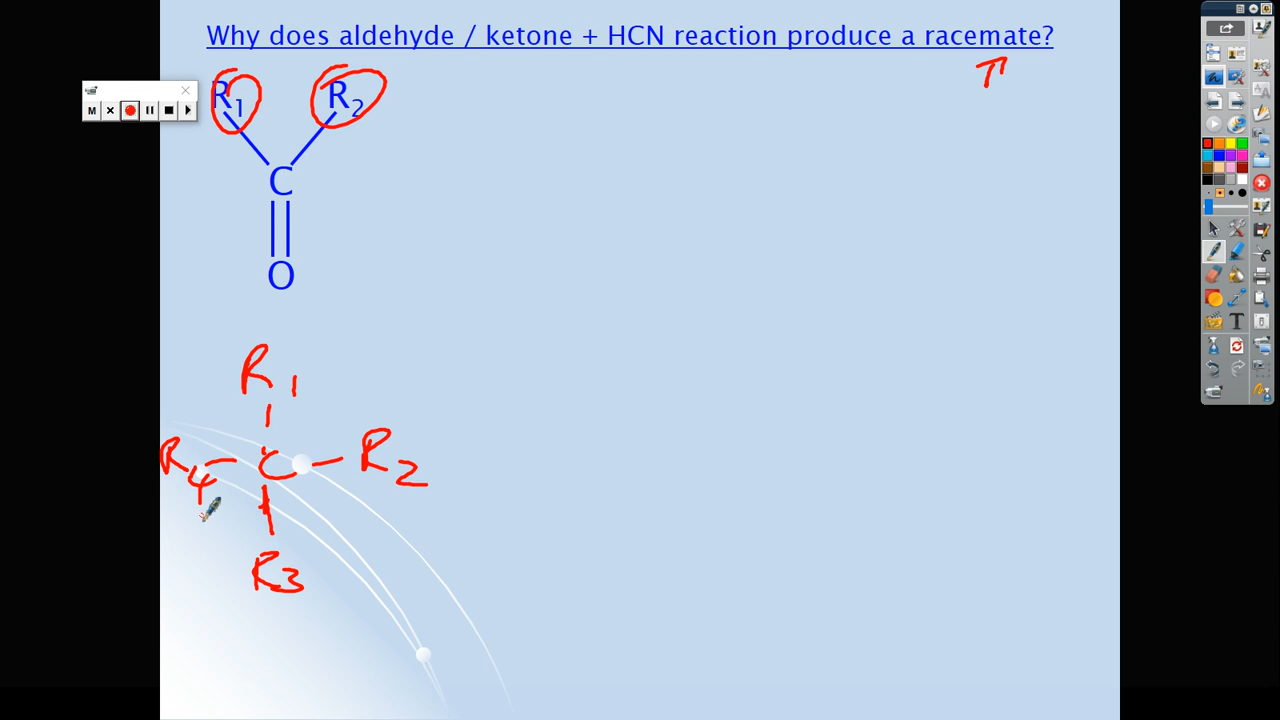 Why does aldehyde / ketone + HCN reaction produce a racemate?
R1 R2
M
C
O
R1
R4 C R2
R3
T